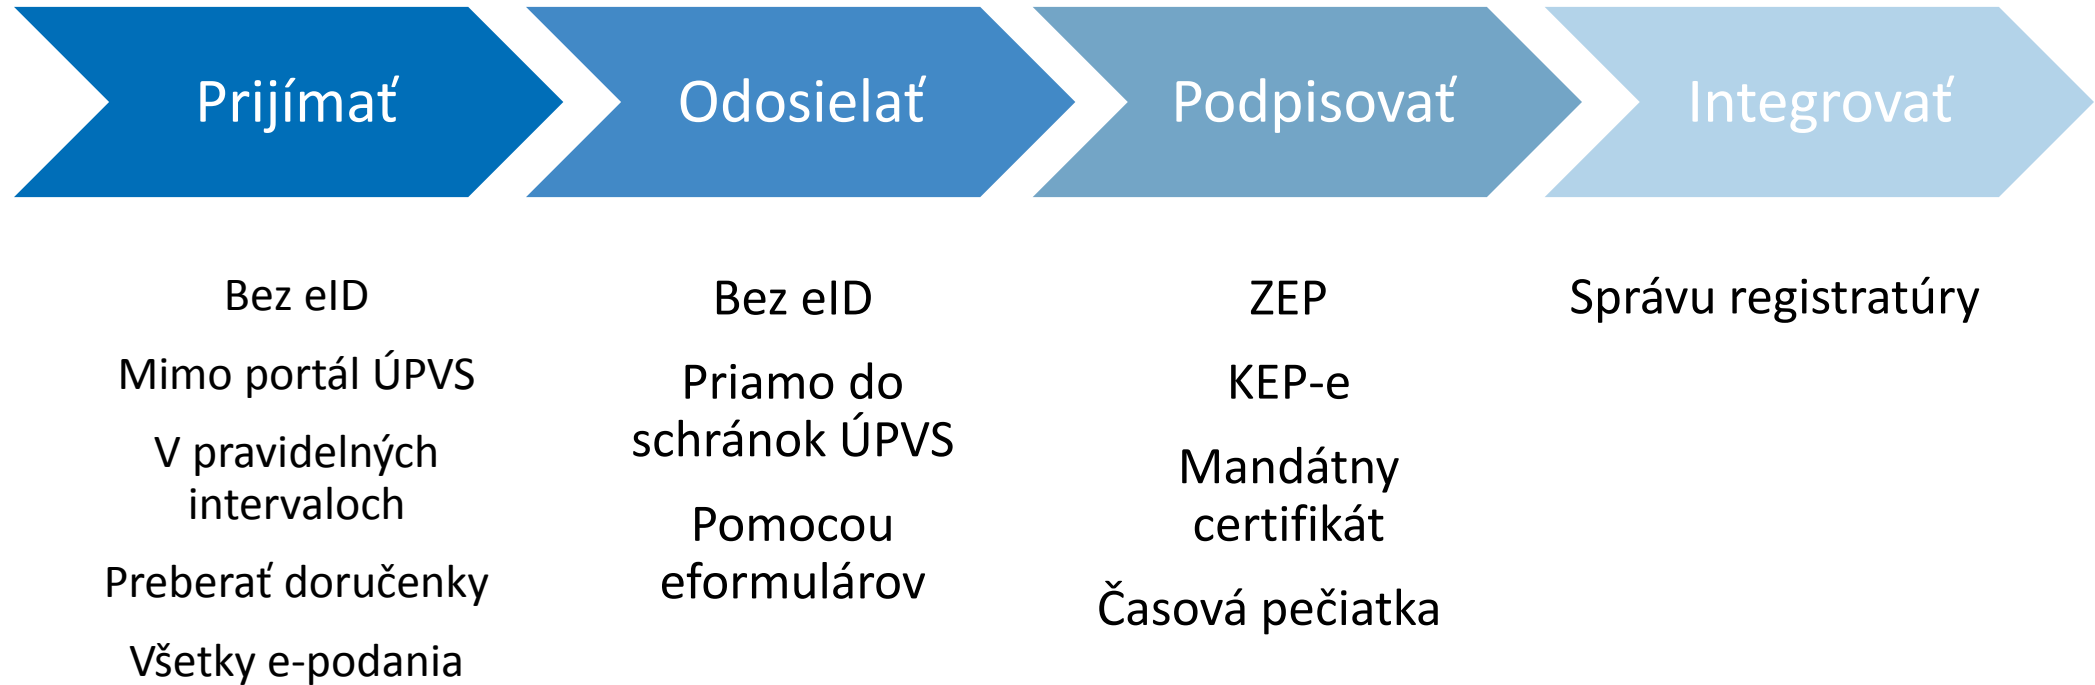 Prijímať
Odosielať
Podpisovať
Integrovať
Bez eID
Mimo portál ÚPVS
V pravidelných
intervaloch
Preberať doručenky
Všetky e-podania
Bez eID
Priamo do
schránok ÚPVS
Pomocou
eformulárov
ZEP
KEP-e
Mandátny
certifikát
Časová pečiatka
Správu registratúry